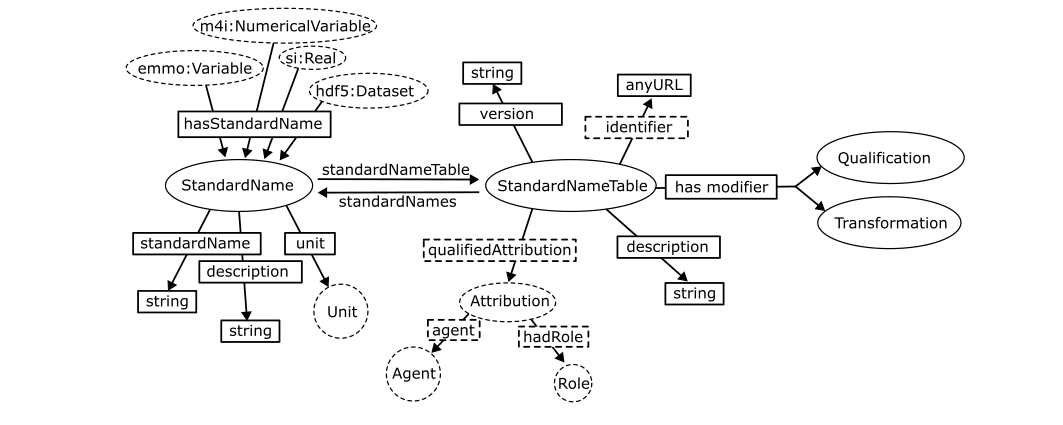 m4i:NumericalVariable
si:Real
emmo:Variable
hdf5:Dataset
hasStandardName
StandardName
standardNameTable
standardNames
standardName
unit
description
string
string
Unit
string
version
anyURL
identifier
StandardNameTable
has modifier
Qualification
Transformation
qualifiedAttribution
description
string
Attribution
agent
hadRole
Agent
Role